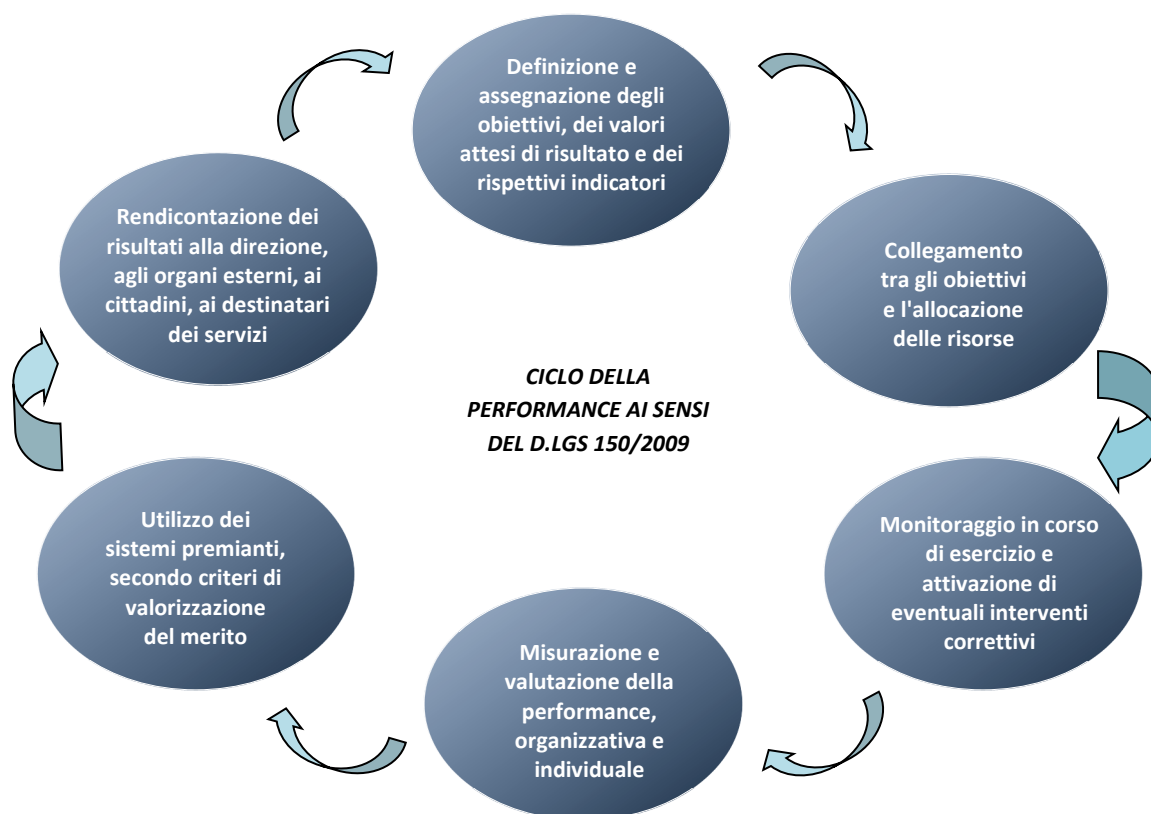 Definizione e
assegnazione degli
obiettivi, dei valori
attesi di risultato e dei
rispettivi indicatori
Collegamento
tra gli obiettivi
e l'allocazione
delle risorse
Monitoraggio in corso
di esercizio e
attivazione di
eventuali interventi
correttivi
Misurazione e
valutazione della
performance,
organizzativa e
individuale
Utilizzo dei
sistemi premianti,
secondo criteri di
valorizzazione
del merito
Rendicontazione dei
risultati alla direzione,
agli organi esterni, ai
cittadini, ai destinatari
dei servizi
CICLO DELLA
PERFORMANCE AI SENSI
DEL D.LGS 150/2009